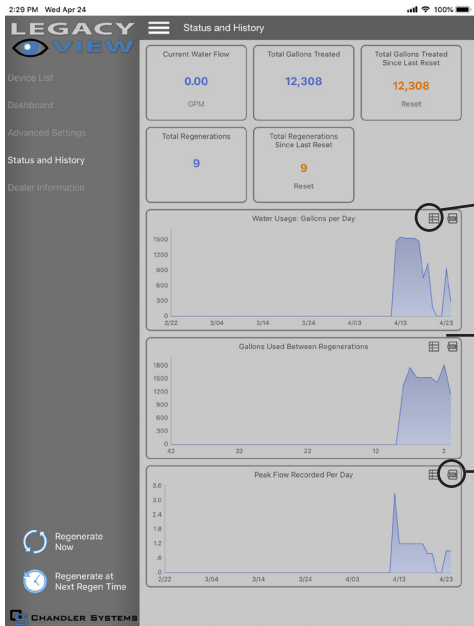 2:29 PM Wed Apr 24
100%
LEGACY
VIEW
Status and History
Device List
Dashboard
Advanced Settings
Status and History
Dealer Information
Current Water Flow
0.00
GPM
Total Gallons Treated
12,308
Total Gallons Treated
Since Last Reset
12,308
Reset
Total Regenerations
9
Total Regenerations
Since Last Reset
9
Reset
Water Usage: Gallons per Day
1500
1200
900
600
300
0
2/22 3/04 3/14 3/24 4/03 4/13 4/23
Gallons Used Between Regenerations
1800
1500
1200
900
600
300
0
42 32 22 12 2
Peak Flow Recorded Per Day
3.6
3.0
2.4
1.8
1.2
.6
.0
2/22 3/04 3/14 3/24 4/03 4/13 4/23
Regenerate
Now
Regenerate at
Next Regen Time
CHANDLER SYSTEMS